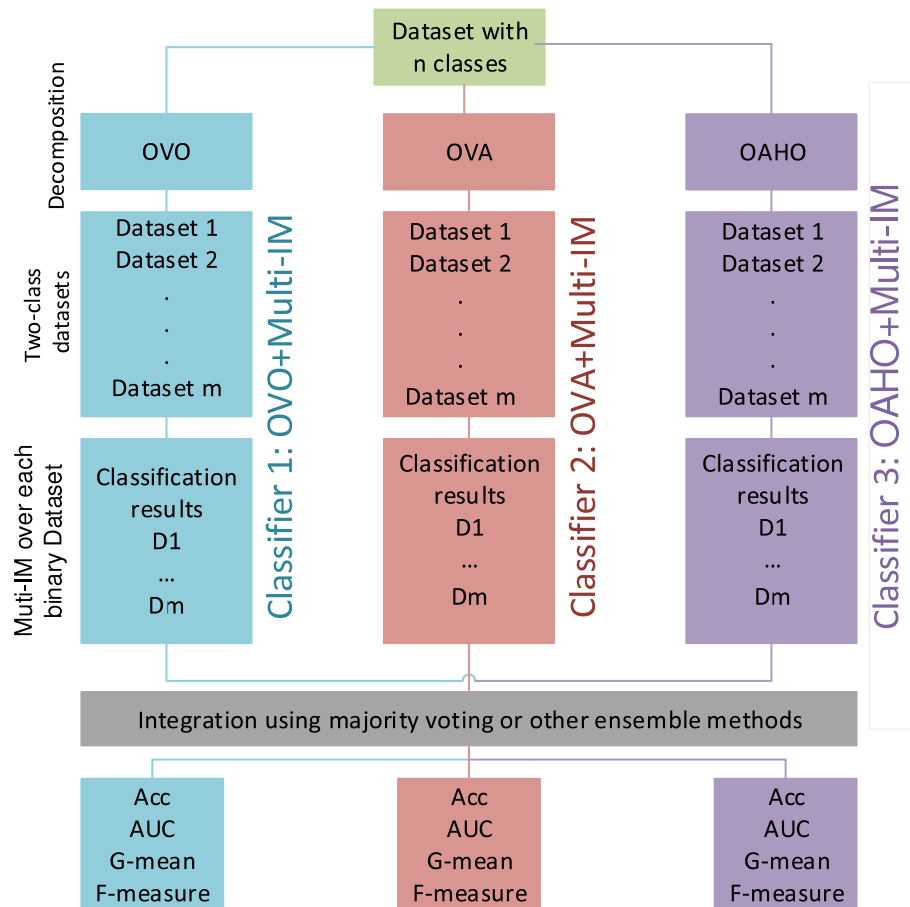 Dataset with
n classes
Decomposition
OVO
OVA
OAHO
Two-class
datasets
Dataset 1
Dataset 2
.
.
.
Dataset m
Classifier 1: OVO+Multi-IM
Dataset 1
Dataset 2
.
.
.
Dataset m
Classifier 2: OVA+Multi-IM
Dataset 1
Dataset 2
.
.
.
Dataset m
Classifier 3: OAHO+Multi-IM
Muti-IM over each
binary Dataset
Classification
results
D1
...
Dm
Classification
results
D1
...
Dm
Classification
results
D1
...
Dm
Integration using majority voting or other ensemble methods
Acc
AUC
G-mean
F-measure
Acc
AUC
G-mean
F-measure
Acc
AUC
G-mean
F-measure